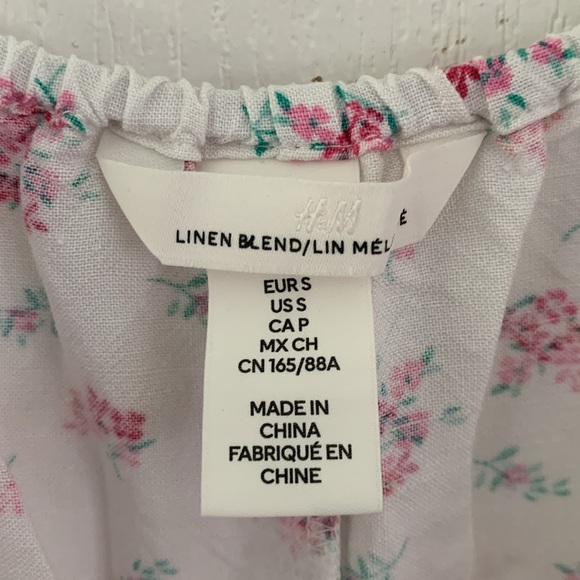 H&M
LINEN BLEND/LIN MÉL É
EUR S
US S
CA P
MX CH
CN 165/88A
MADE IN
CHINA
FABRIQUÉ EN
CHINE